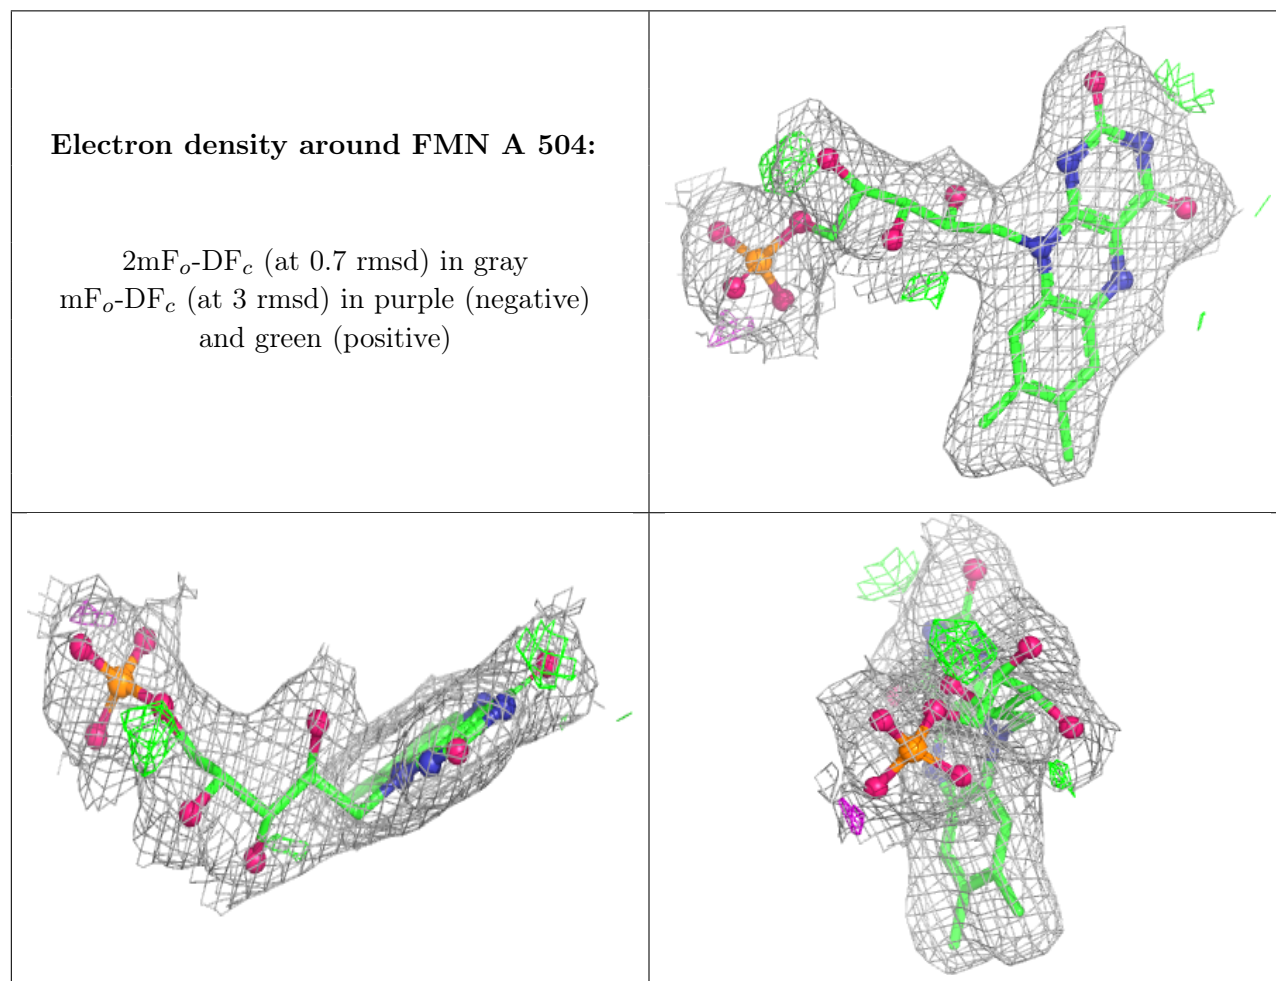 Electron density around FMN A 504:
2mFo-DFc (at 0.7 rmsd) in gray
mFo-DFc (at 3 rmsd) in purple (negative)
and green (positive)